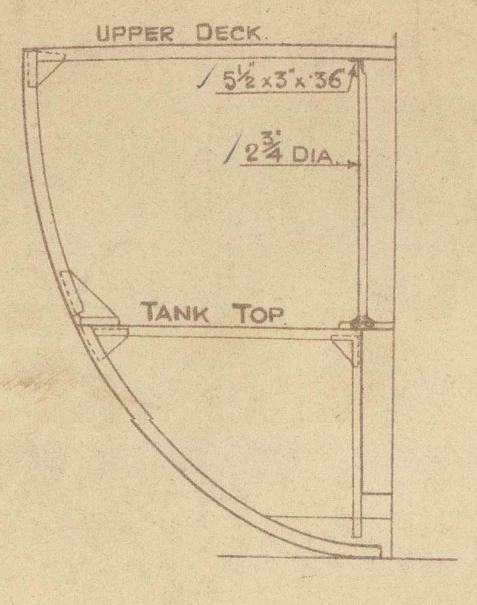 UPPER DECK.
5½" x 3" x .36"
2¾" DIA.
TANK TOP